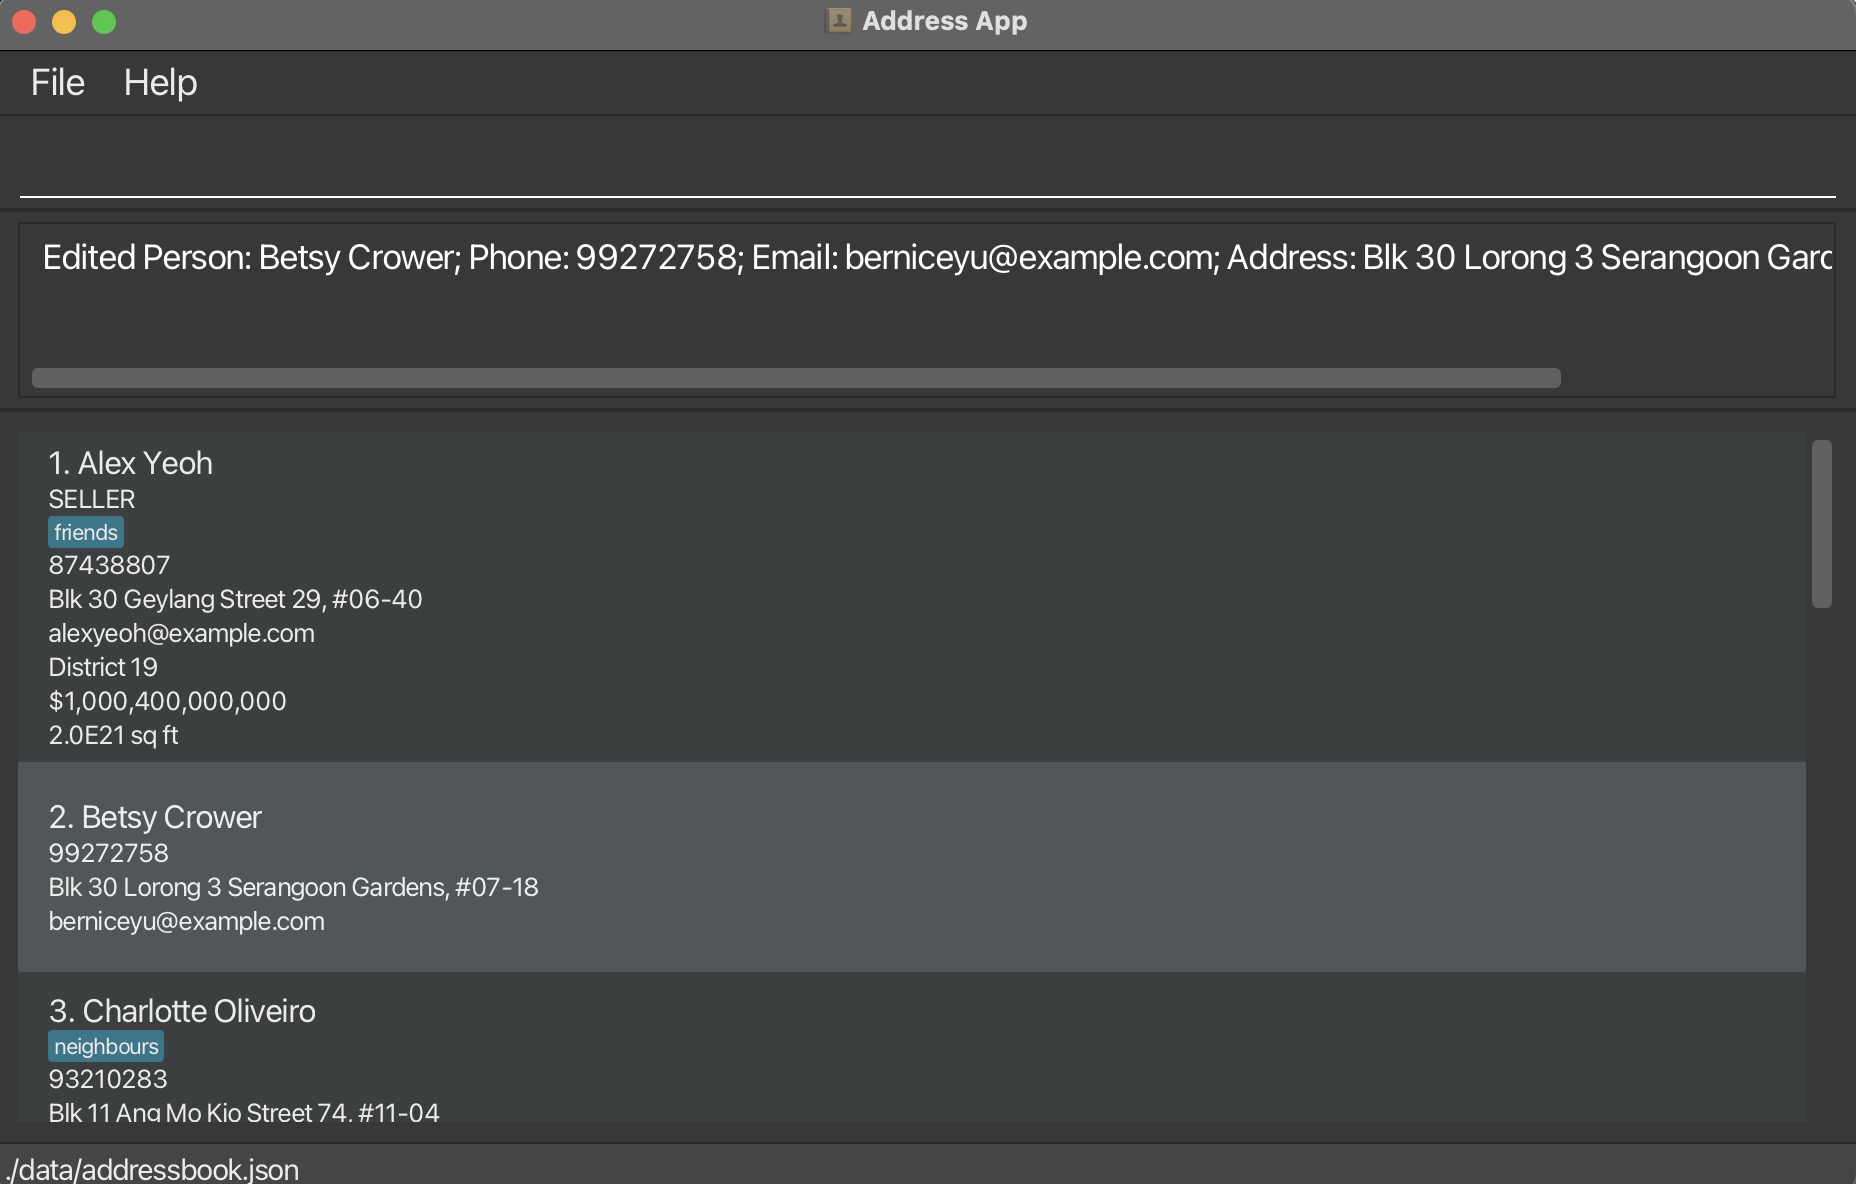 Address App
File Help
Edited Person: Betsy Crower; Phone: 99272758; Email: berniceyu@example.com; Address: Blk 30 Lorong 3 Serangoon Gard
1. Alex Yeoh
SELLER
friends
87438807
Blk 30 Geylang Street 29, #06-40
alexyeoh@example.com
District 19
$1,000,400,000,000
2.0E21 sq ft
2. Betsy Crower
99272758
Blk 30 Lorong 3 Serangoon Gardens, #07-18
berniceyu@example.com
3. Charlotte Oliveiro
neighbours
93210283
Blk 11 Ang Mo Kio Street 74, #11-04
./data/addressbook.json